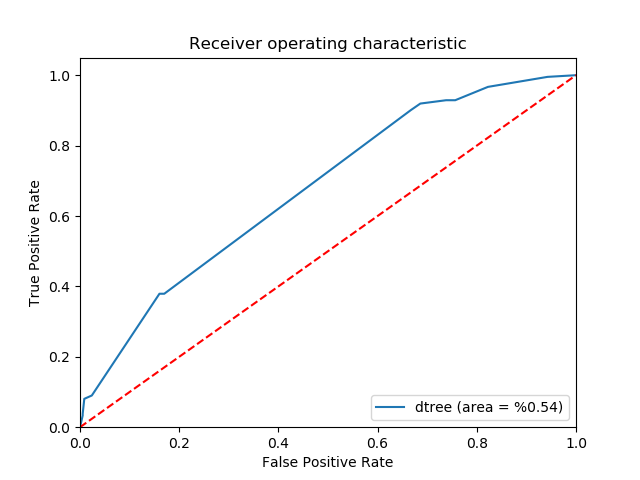 Receiver operating characteristic
1.0
0.8
0.6
0.4
0.2
0.0
True Positive Rate
dtree (area = %0.54)
0.0 0.2 0.4 0.6 0.8 1.0
False Positive Rate